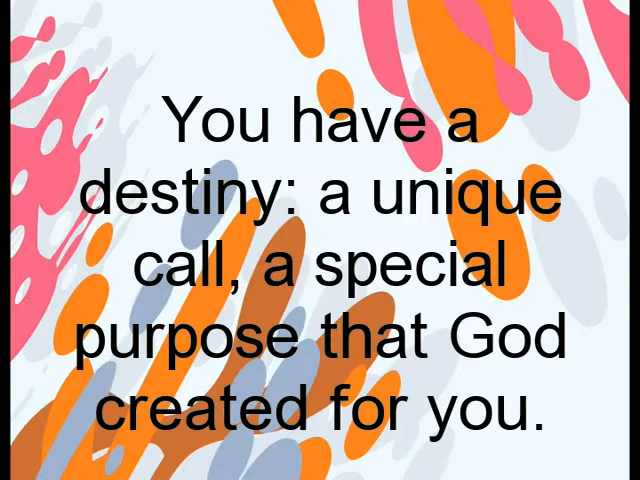 You have a
destiny: a unique
call, a special
purpose that God
created for you.